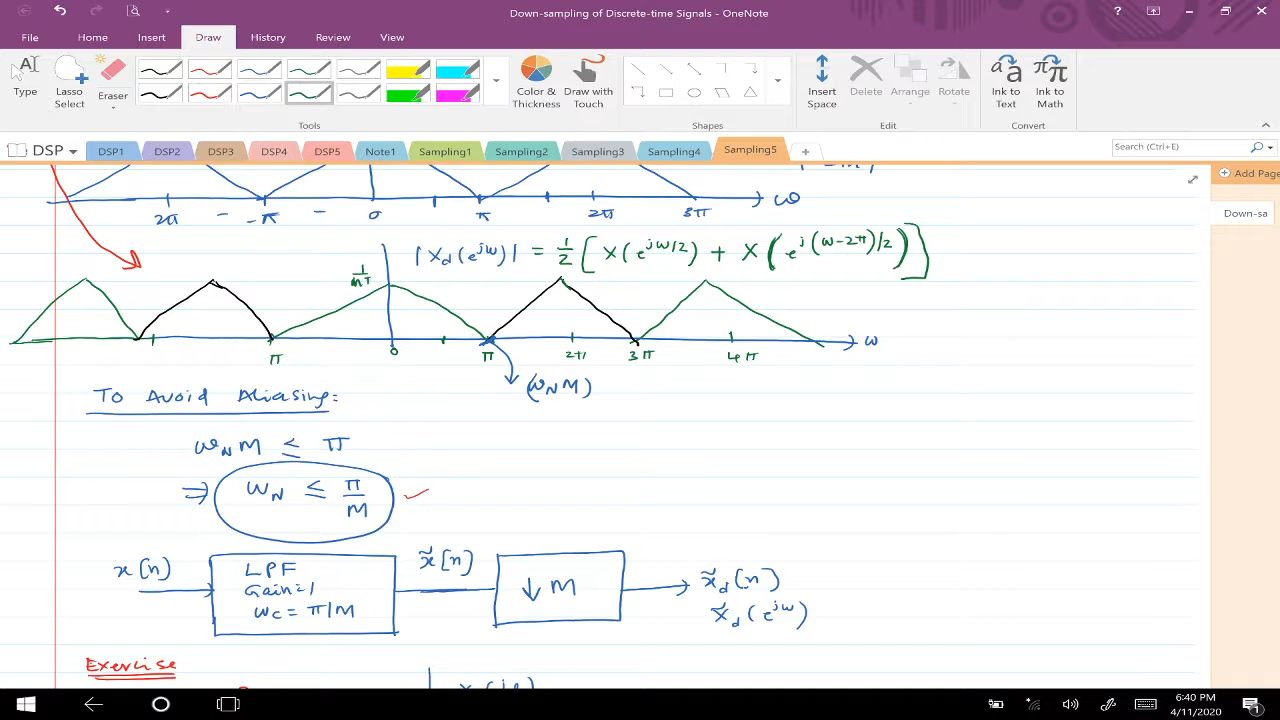 Down-sampling of Discrete-time Signals - OneNote
File Home Insert Draw History Review View
Type Lasso Select Eraser Color & Thickness Draw with Touch Insert Space Delete Arrange Rotate Ink to Text Ink to Math
Tools Shapes Edit Convert
DSP DSP1 DSP2 DSP3 DSP4 DSP5 Note1 Sampling1 Sampling2 Sampling3 Sampling4 Sampling5 Search (Ctrl+E)
Add Page
Down-sa
2π - -π - 0 π 2π 3π ω
|X_d(e^{jω})| = 1/2 [X(e^{jω/2}) + X(e^{j(ω-2π)/2})]
π 0 π 2π 3π 4π ω
(ω_N M)
To Avoid Aliasing:
ω_N M ≤ π
⇒ ω_N ≤ π/M ✓
x[n] LPF x̃[n] ↓M x̃_d[n]
Gain=1
ω_c = π/M X̃_d(e^{jω})
Exercise
6:40 PM
4/11/2020